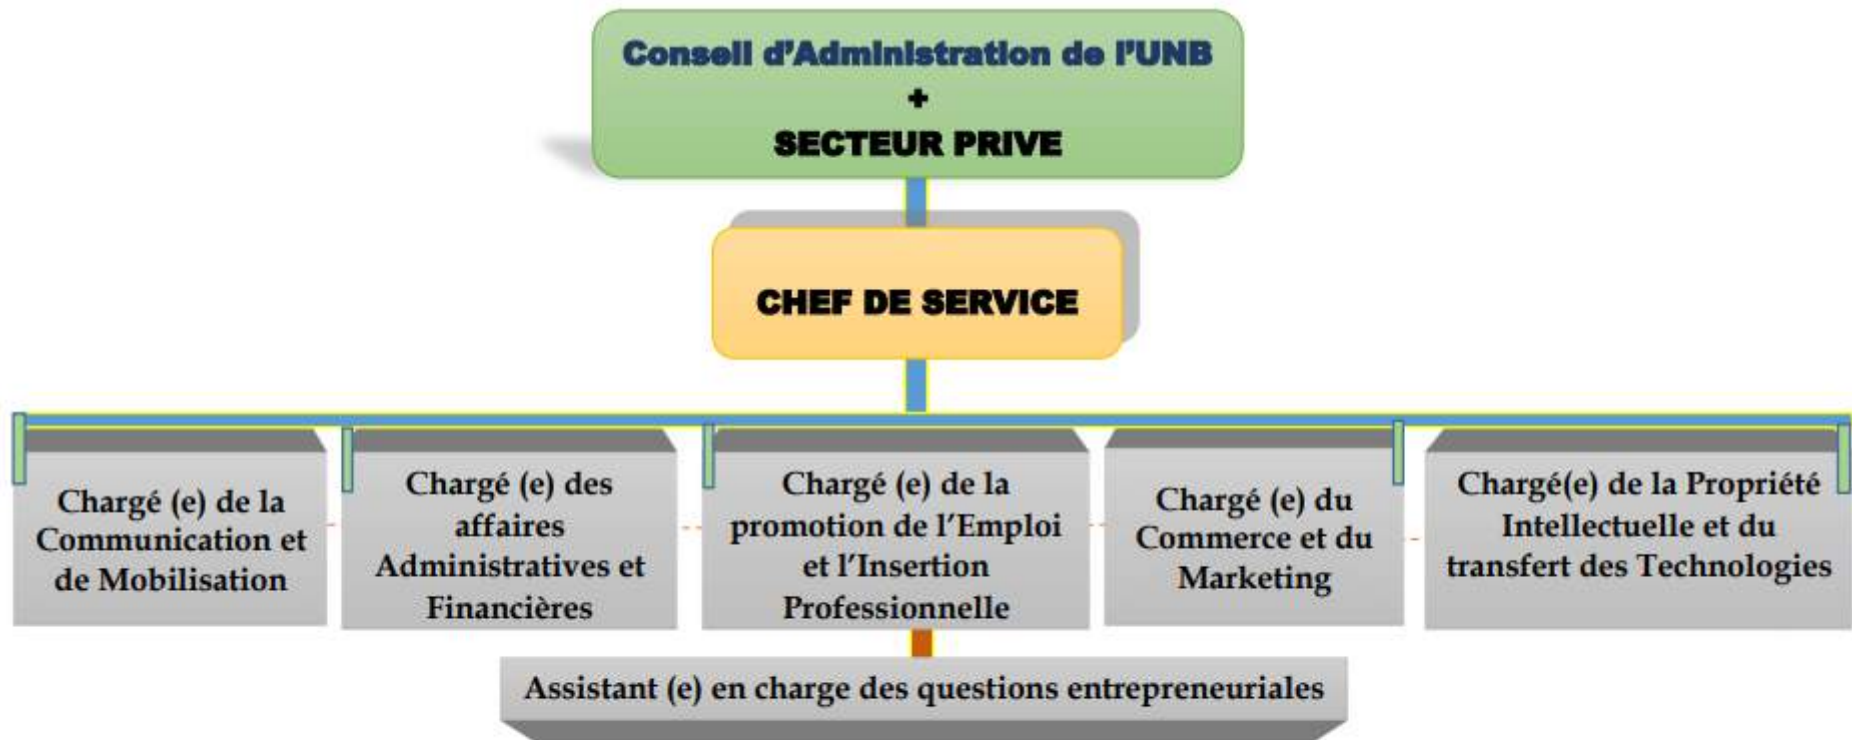 Conseil d'Administration de l'UNB
+
SECTEUR PRIVE
CHEF DE SERVICE
Chargé (e) de la
Communication et
de Mobilisation
Chargé (e) des
affaires
Administratives et
Financières
Chargé (e) de la
promotion de l'Emploi
et l'Insertion
Professionnelle
Chargé (e) du
Commerce et du
Marketing
Chargé(e) de la Propriété
Intellectuelle et du
transfert des Technologies
Assistant (e) en charge des questions entrepreneuriales